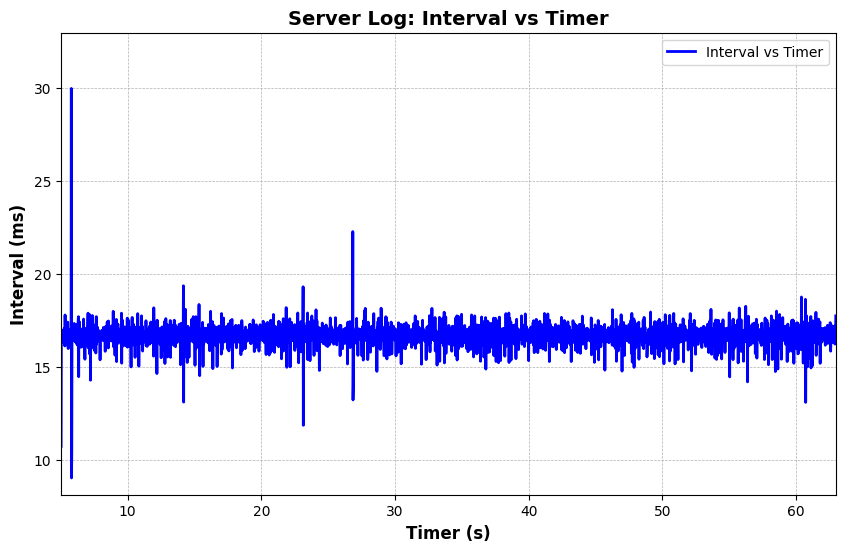 Server Log: Interval vs Timer
Interval vs Timer
Interval (ms)
30
25
20
15
10
10 20 30 40 50 60
Timer (s)